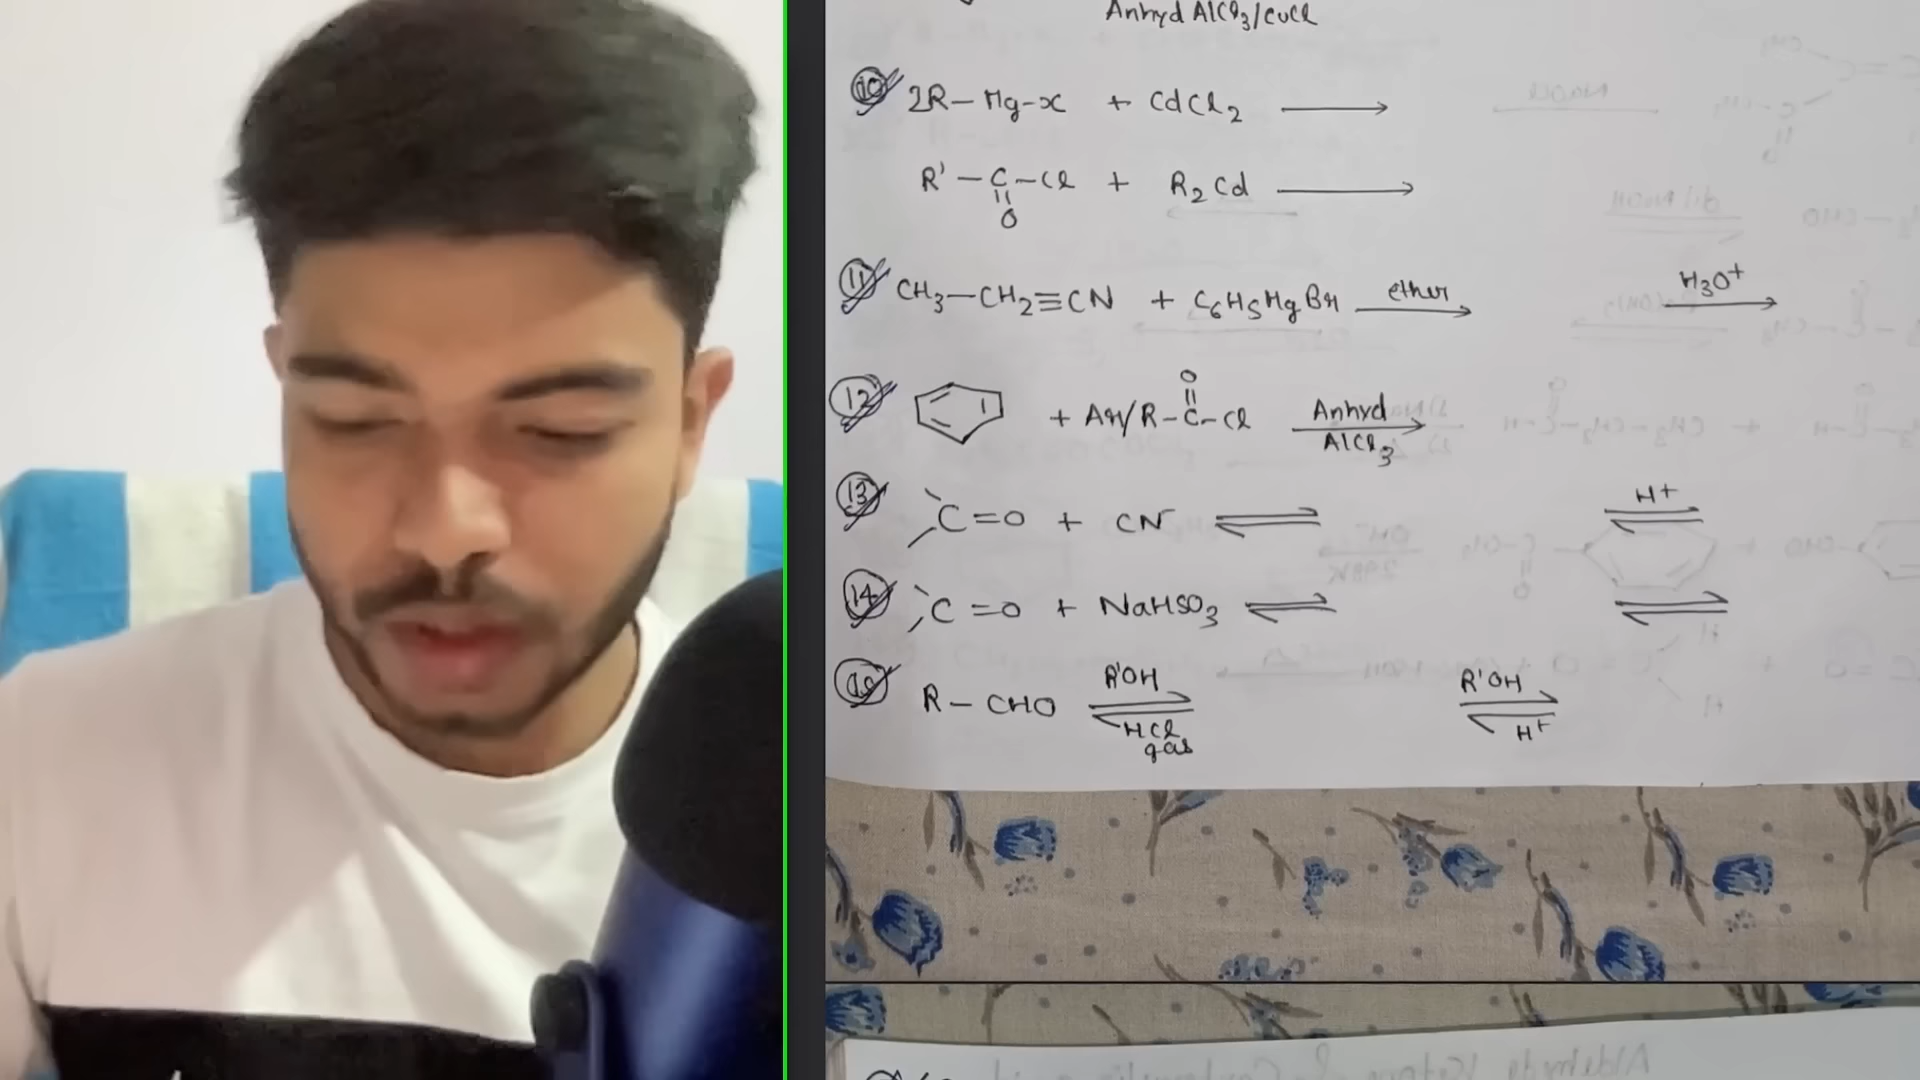 Anhyd AlCl3/CuCl
10 2R—Mg-x + CdCl2 ⟶
R'—C—Cl + R2Cd ⟶
O
11 CH3—CH2≡CN + C6H5MgBr ether ⟶ H3O+ ⟶
O
12 + Ar/R—C—Cl Anhyd ⟶
AlCl3
13 C=O + CN⁻ ⇌ H+ ⇌
14 C=O + NaHSO3 ⇌ ⇌
R—CHO R'OH ⇌ R'OH ⇌
HCl H+
gas